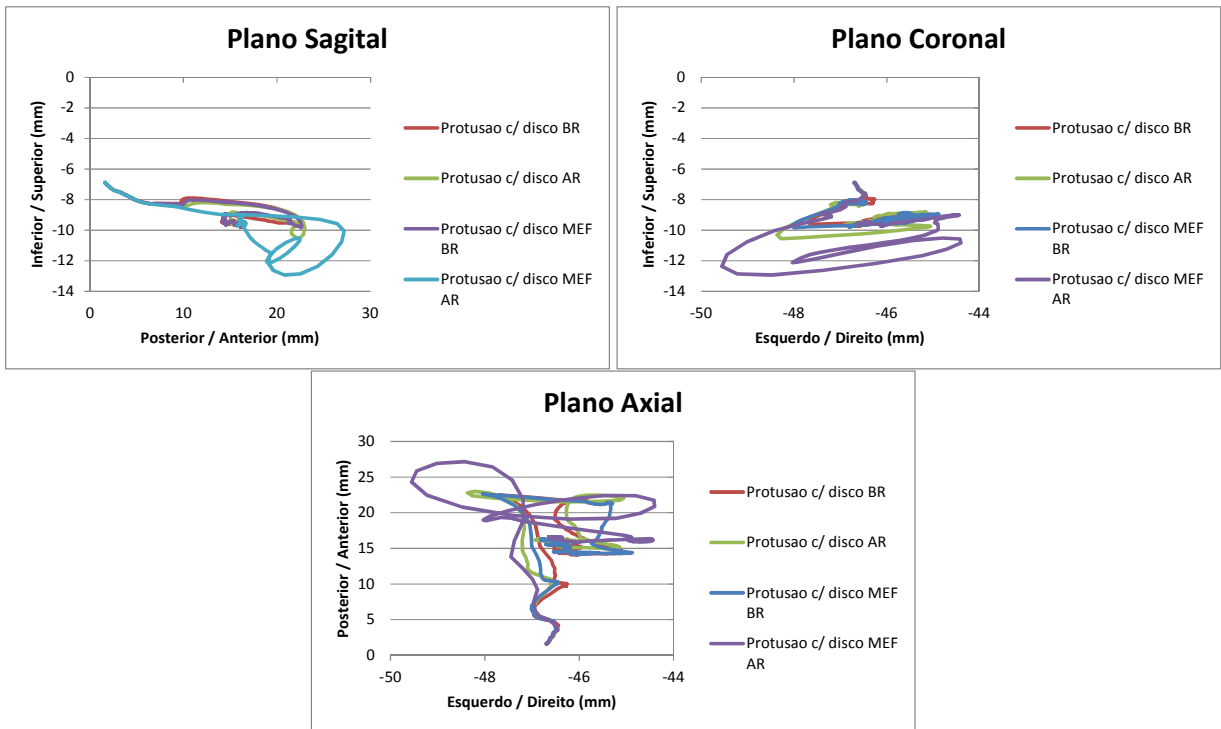 Plano Sagital
0
-2
-4
-6
-8
-10
-12
-14
0 10 20 30
Inferior / Superior (mm)
Posterior / Anterior (mm)
Protusao c/ disco BR
Protusao c/ disco AR
Protusao c/ disco MEF
BR
Protusao c/ disco MEF
AR
Plano Coronal
0
-2
-4
-6
-8
-10
-12
-14
-50 -48 -46 -44
Inferior / Superior (mm)
Esquerdo / Direito (mm)
Protusao c/ disco BR
Protusao c/ disco AR
Protusao c/ disco MEF
BR
Protusao c/ disco MEF
AR
Plano Axial
30
25
20
15
10
5
0
-50 -48 -46 -44
Posterior / Anterior (mm)
Esquerdo / Direito (mm)
Protusao c/ disco BR
Protusao c/ disco AR
Protusao c/ disco MEF
BR
Protusao c/ disco MEF
AR